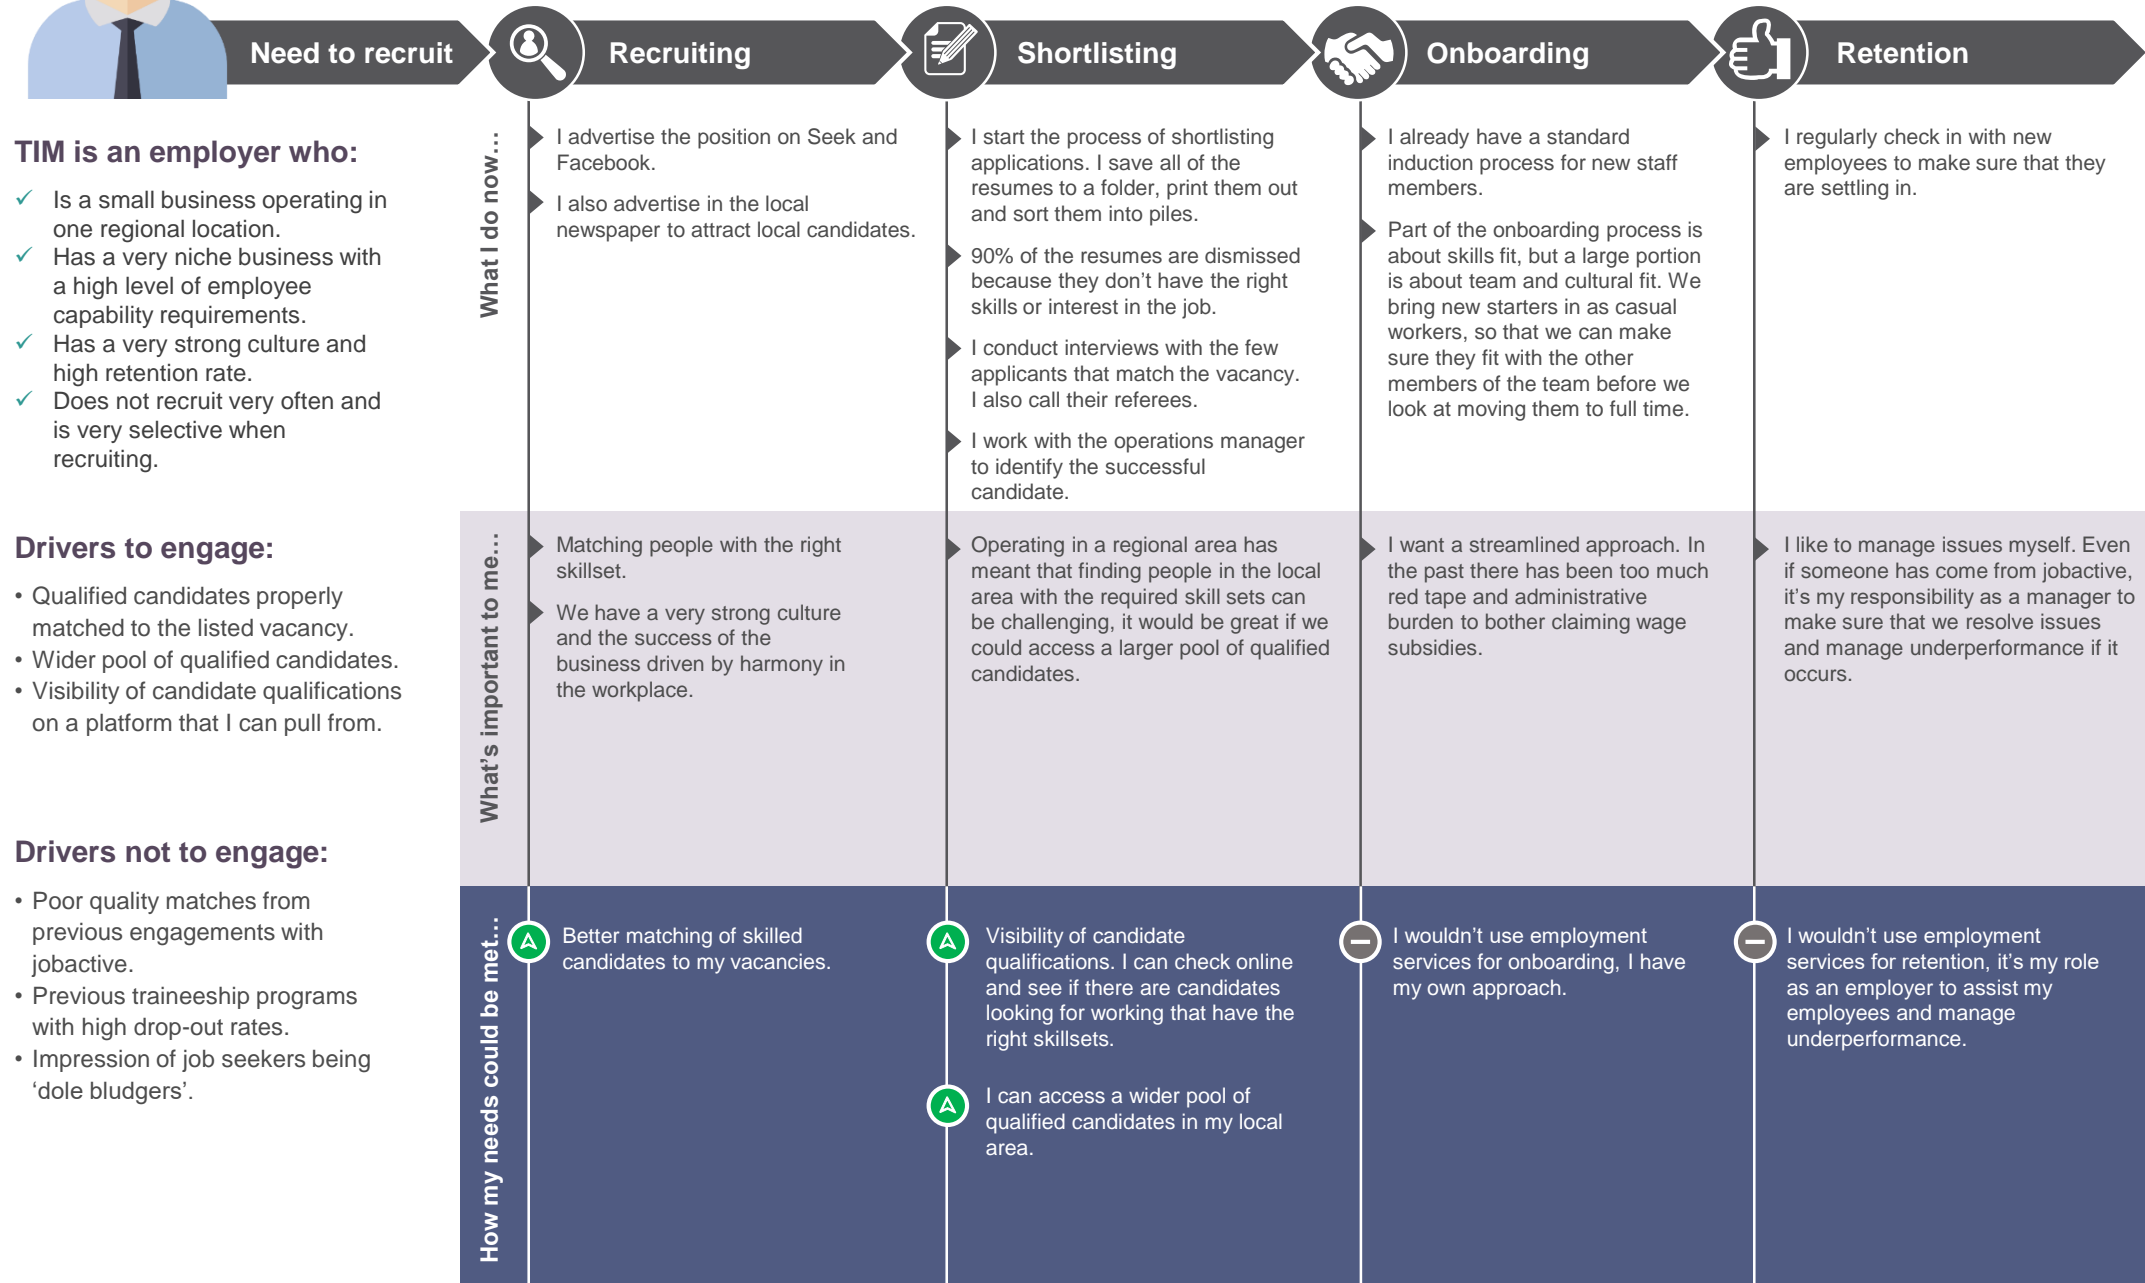 Need to recruit
Recruiting
Shortlisting
Onboarding
Retention
TIM is an employer who:
✓ Is a small business operating in
one regional location.
✓ Has a very niche business with
a high level of employee
capability requirements.
✓ Has a very strong culture and
high retention rate.
✓ Does not recruit very often and
is very selective when
recruiting.
Drivers to engage:
• Qualified candidates properly
matched to the listed vacancy.
• Wider pool of qualified candidates.
• Visibility of candidate qualifications
on a platform that I can pull from.
Drivers not to engage:
• Poor quality matches from
previous engagements with
jobactive.
• Previous traineeship programs
with high drop-out rates.
• Impression of job seekers being
‘dole bludgers’.
What I do now…
I advertise the position on Seek and
Facebook.
I also advertise in the local
newspaper to attract local candidates.
I start the process of shortlisting
applications. I save all of the
resumes to a folder, print them out
and sort them into piles.
90% of the resumes are dismissed
because they don’t have the right
skills or interest in the job.
I conduct interviews with the few
applicants that match the vacancy.
I also call their referees.
I work with the operations manager
to identify the successful
candidate.
I already have a standard
induction process for new staff
members.
Part of the onboarding process is
about skills fit, but a large portion
is about team and cultural fit. We
bring new starters in as casual
workers, so that we can make
sure they fit with the other
members of the team before we
look at moving them to full time.
I regularly check in with new
employees to make sure that they
are settling in.
What’s important to me…
Matching people with the right
skillset.
We have a very strong culture
and the success of the
business driven by harmony in
the workplace.
Operating in a regional area has
meant that finding people in the local
area with the required skill sets can
be challenging, it would be great if we
could access a larger pool of qualified
candidates.
I want a streamlined approach. In
the past there has been too much
red tape and administrative
burden to bother claiming wage
subsidies.
I like to manage issues myself. Even
if someone has come from jobactive,
it’s my responsibility as a manager to
make sure that we resolve issues
and manage underperformance if it
occurs.
How my needs could be met…
Better matching of skilled
candidates to my vacancies.
Visibility of candidate
qualifications. I can check online
and see if there are candidates
looking for working that have the
right skillsets.
I can access a wider pool of
qualified candidates in my local
area.
I wouldn’t use employment
services for onboarding, I have
my own approach.
I wouldn’t use employment
services for retention, it’s my role
as an employer to assist my
employees and manage
underperformance.